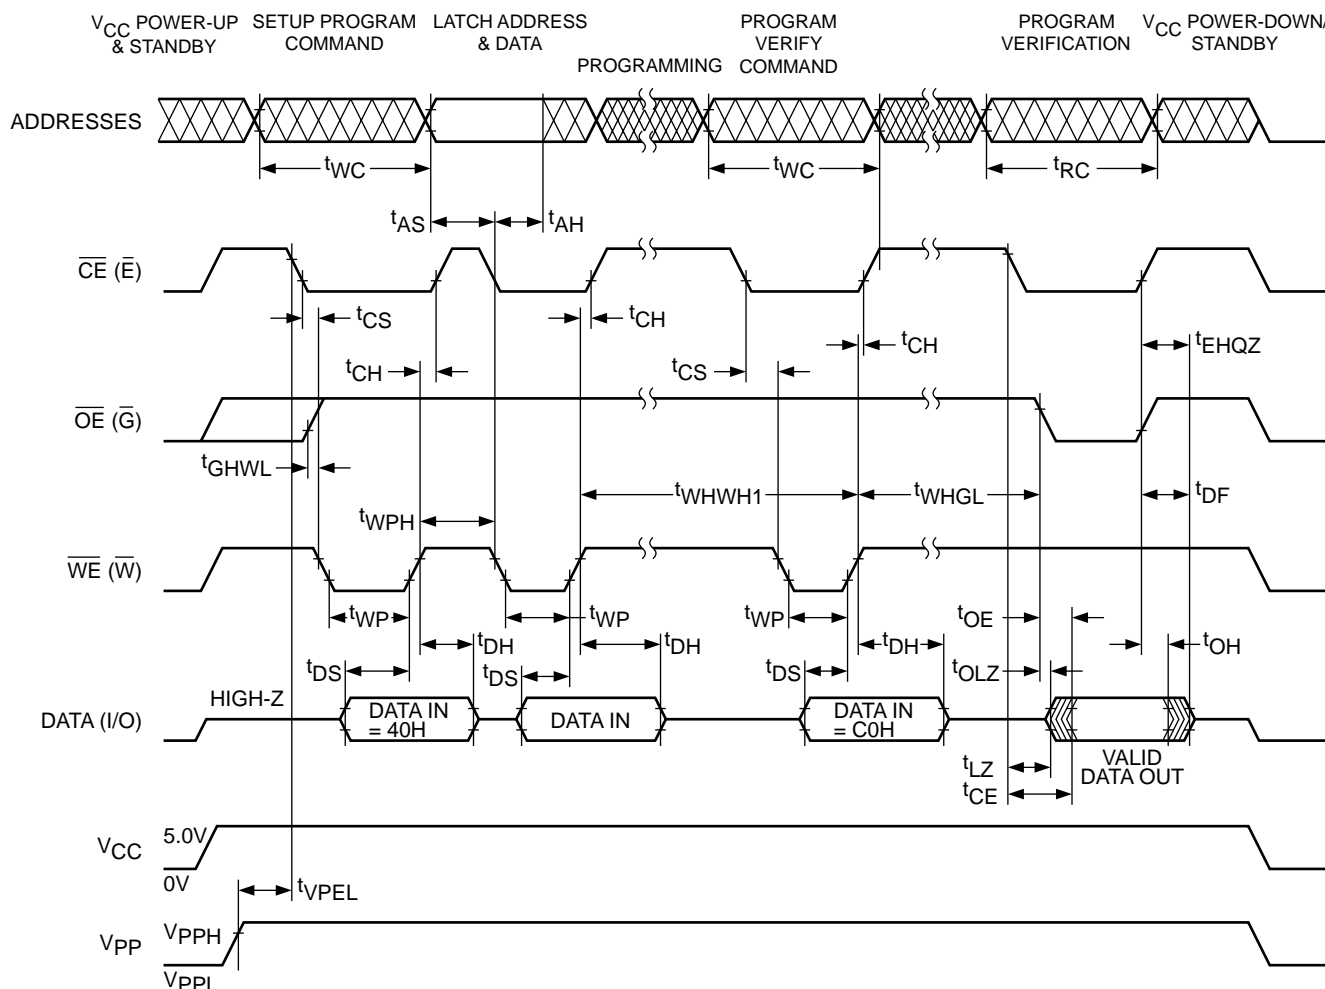 VCC POWER-UP & STANDBY
SETUP PROGRAM COMMAND
LATCH ADDRESS & DATA
PROGRAMMING
PROGRAM VERIFY COMMAND
PROGRAM VERIFICATION
VCC POWER-DOWN/ STANDBY
ADDRESSES
tWC
tWC
tRC
tAS
tAH
CE (E)
tCS
tCH
tCH
tCS
tCH
tEHQZ
OE (G)
tGHWL
tWHWH1
tWHGL
tDF
tWPH
WE (W)
tWP
tWP
tWP
tOE
tDH
tDH
tDH
tOH
tDS
tDS
tDS
tOLZ
HIGH-Z
DATA (I/O)
DATA IN = 40H
DATA IN
DATA IN = C0H
VALID DATA OUT
tLZ
tCE
VCC
5.0V
0V
tVPEL
VPP
VPPH
VPPL